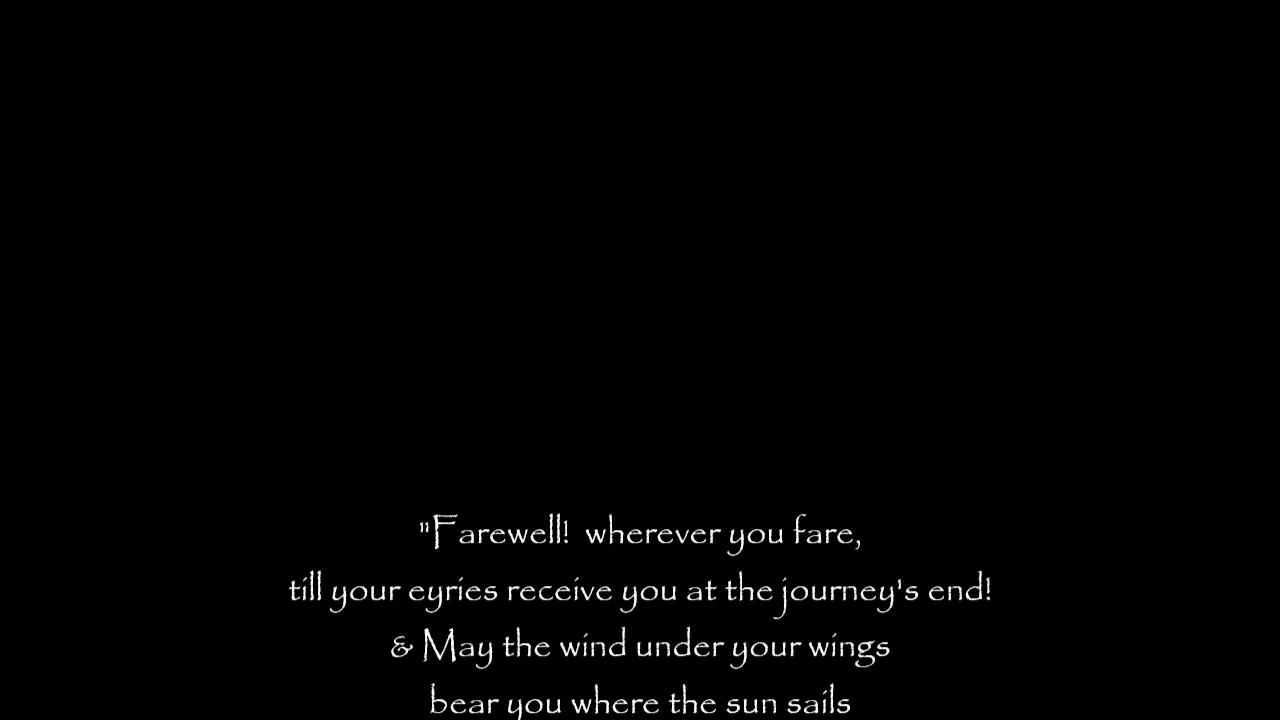 "Farewell!  wherever you fare,
till your eyries receive you at the journey's end!
& May the wind under your wings
bear you where the sun sails